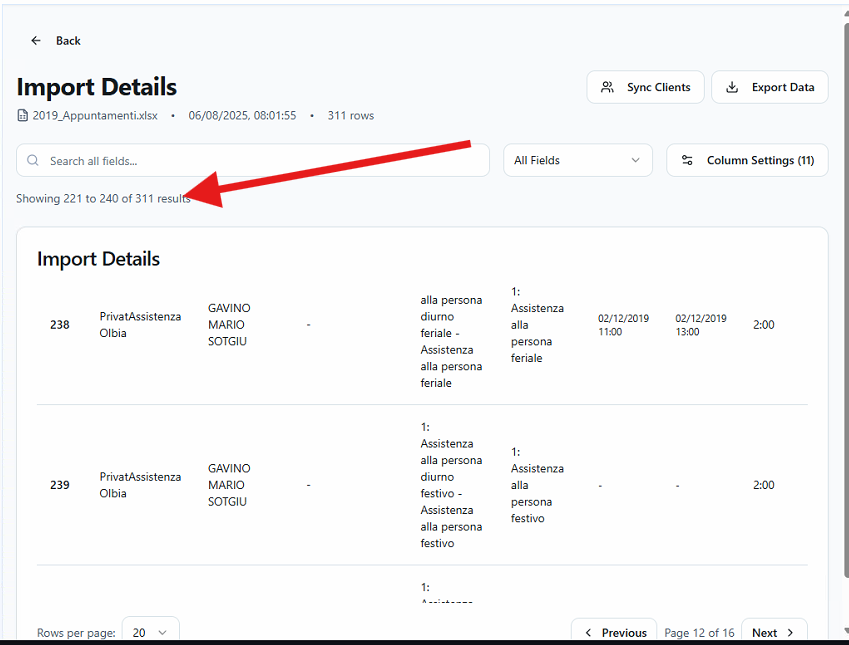 Back
Import Details
Sync Clients
Export Data
2019_Appuntamenti.xlsx • 06/08/2025, 08:01:55 • 311 rows
Search all fields...
All Fields
Column Settings (11)
Showing 221 to 240 of 311 results
Import Details
238
PrivatAssistenza
Olbia
GAVINO
MARIO
SOTGIU
-
alla persona
diurno
feriale -
Assistenza
alla persona
feriale
1:
Assistenza
alla
persona
feriale
02/12/2019
11:00
02/12/2019
13:00
2:00
239
PrivatAssistenza
Olbia
GAVINO
MARIO
SOTGIU
-
1:
Assistenza
alla persona
diurno
festivo -
Assistenza
alla persona
festivo
1:
Assistenza
alla
persona
festivo
-
-
2:00
1:
Assistenza
Rows per page: 20
Previous
Page 12 of 16
Next